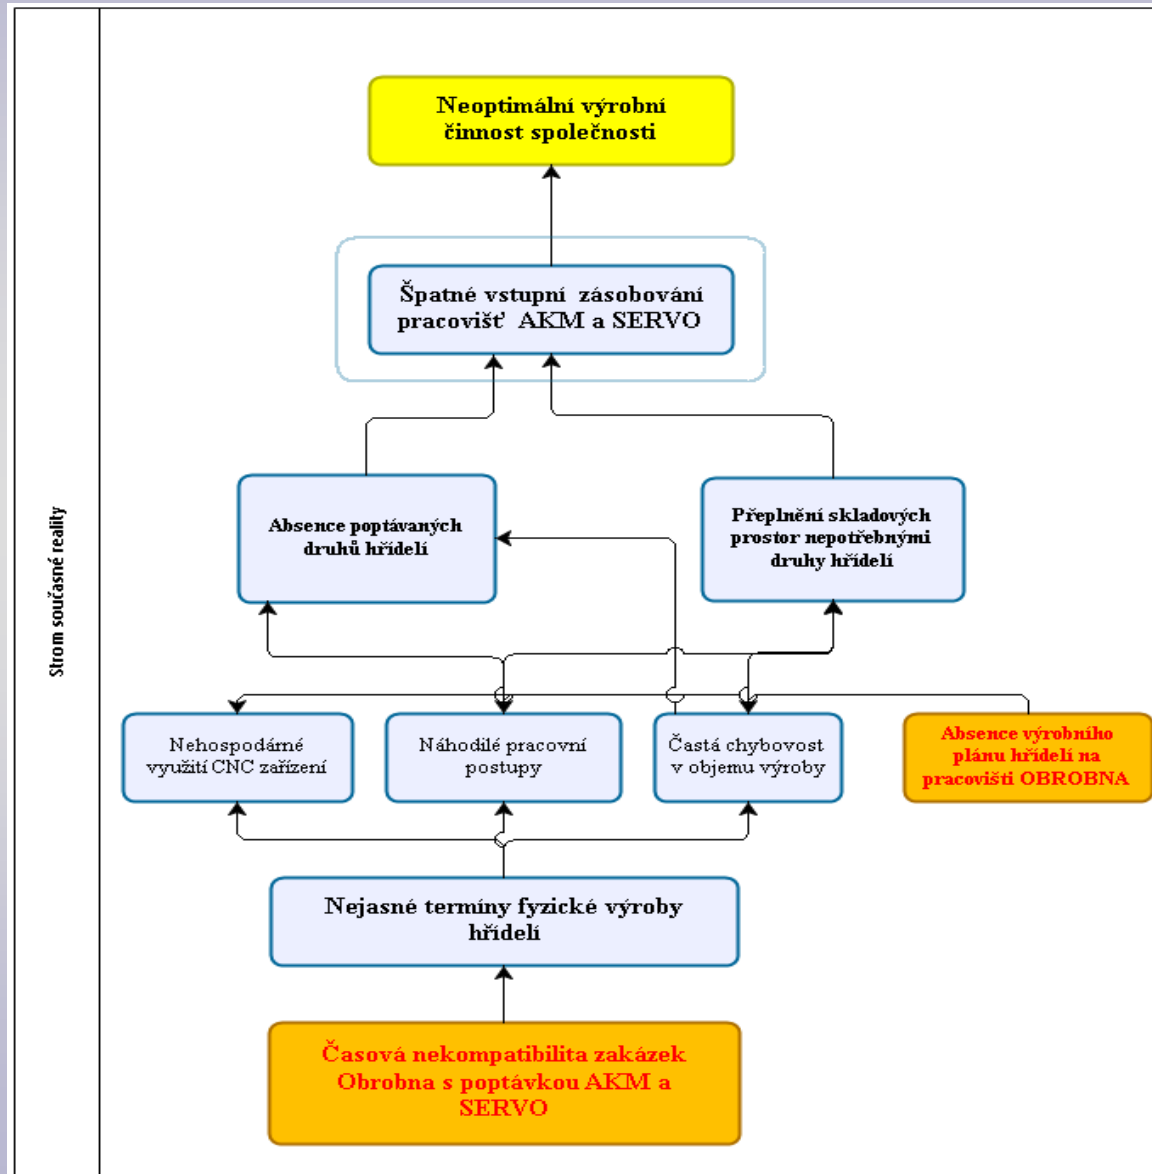 Strom současné reality
Neoptimální výrobní
činnost společnosti
Špatné vstupní zásobování
pracovišť AKM a SERVO
Absence poptávaných
druhů hřídelí
Přeplnění skladových
prostor nepotřebnými
druhy hřídelí
Nehospodárné
využití CNC zařízení
Náhodilé pracovní
postupy
Častá chybovost
v objemu výroby
Absence výrobního
plánu hřídelí na
pracovišti OBROBNA
Nejasné termíny fyzické výroby
hřídelí
Časová nekompatibilita zakázek
Obrobna s poptávkou AKM a
SERVO